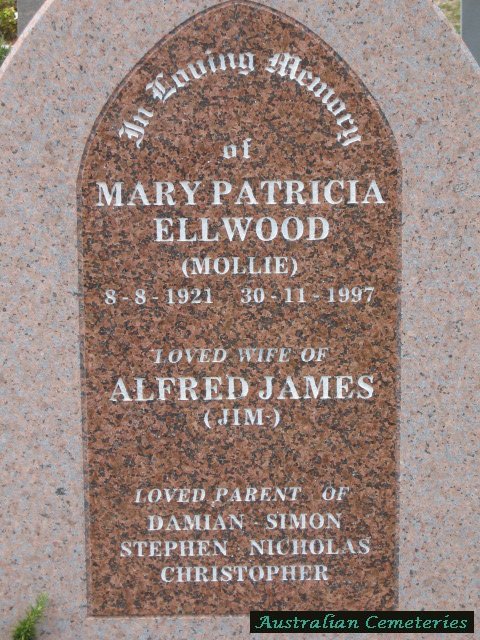 In Loving Memory
of
MARY PATRICIA
ELLWOOD
(MOLLIE)
8-8-1921 30-11-1997
LOVED WIFE OF
ALFRED JAMES
(JIM)
LOVED PARENT OF
DAMIAN SIMON
STEPHEN NICHOLAS
CHRISTOPHER
Australian Cemeteries